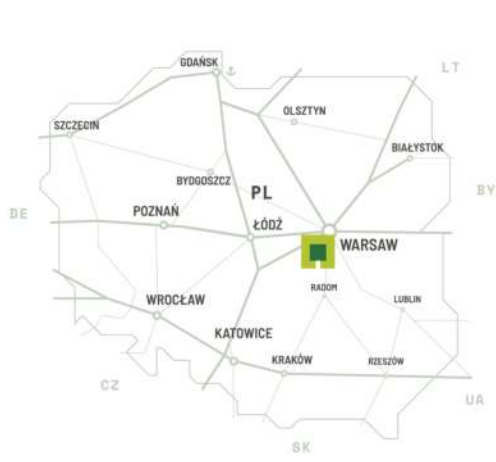 GDAŃSK
LT
OLSZTYN
SZCZECIN
BIAŁYSTOK
BYDGOSZCZ
PL
BY
DE
POZNAŃ
ŁÓDŹ
WARSAW
RADOM
WROCŁAW
LUBLIN
KATOWICE
KRAKÓW
RZESZÓW
CZ
UA
SK